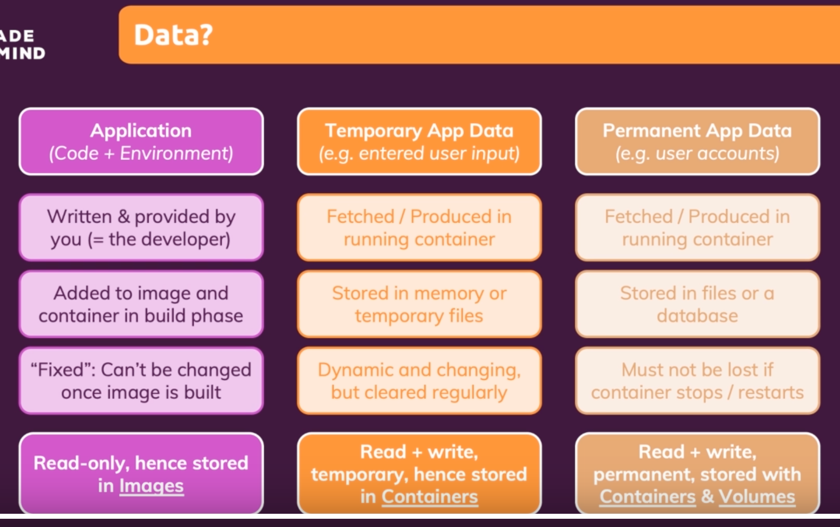 ADE
MIND
Data?
Application
(Code + Environment)
Written & provided by
you (= the developer)
Added to image and
container in build phase
“Fixed”: Can’t be changed
once image is built
Read-only, hence stored
in Images
Temporary App Data
(e.g. entered user input)
Fetched / Produced in
running container
Stored in memory or
temporary files
Dynamic and changing,
but cleared regularly
Read + write,
temporary, hence stored
in Containers
Permanent App Data
(e.g. user accounts)
Fetched / Produced in
running container
Stored in files or a
database
Must not be lost if
container stops / restarts
Read + write,
permanent, stored with
Containers & Volumes